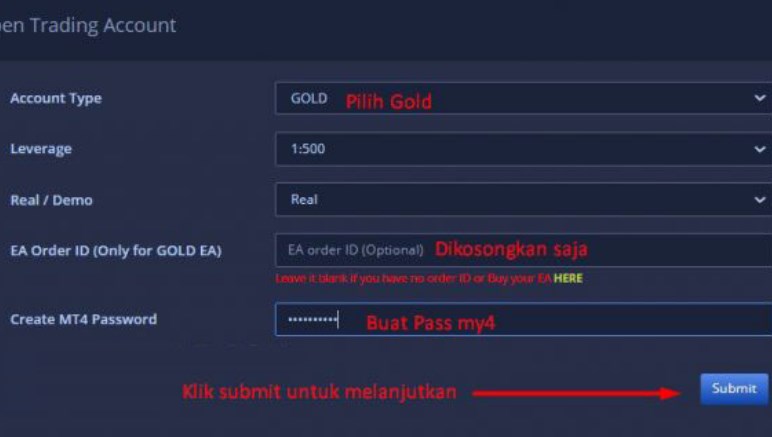 pen Trading Account
Account Type GOLD Pilih Gold
Leverage 1:500
Real / Demo Real
EA Order ID (Only for GOLD EA) EA order ID (Optional) Dikosongkan saja
Leave it blank if you have no order ID or Buy your EA HERE
Create MT4 Password •••••••••• Buat Pass my4
Klik submit untuk melanjutkan Submit